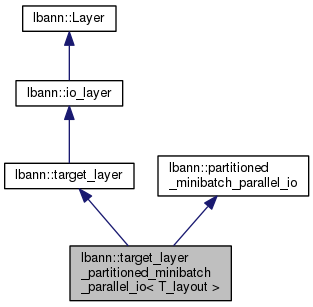 lbann::Layer
lbann::io_layer
lbann::target_layer
lbann::partitioned
_minibatch_parallel_io
lbann::target_layer
_partitioned_minibatch
_parallel_io< T_layout >